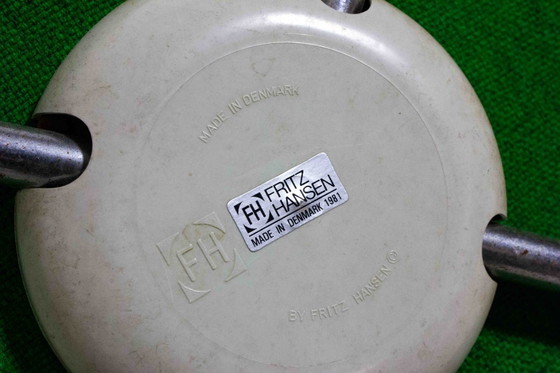 MADE IN DENMARK
FH FRITZ
HANSEN
MADE IN DENMARK 1981
FH
BY FRITZ HANSEN ©